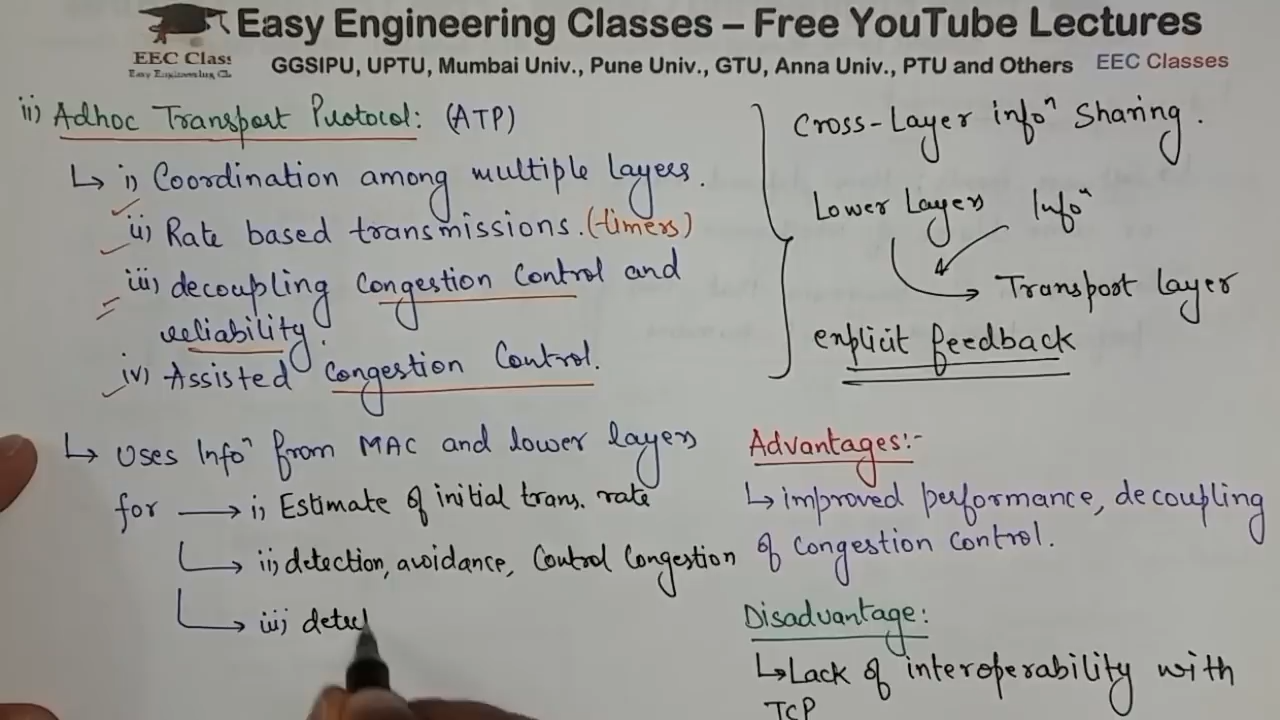 Easy Engineering Classes – Free YouTube Lectures
EEC Class
Easy Engineering Cl
GGSIPU, UPTU, Mumbai Univ., Pune Univ., GTU, Anna Univ., PTU and Others EEC Classes
ii) Adhoc Transport Protocol: (ATP)
↳ i) Coordination among multiple layers.
ii) Rate based transmissions. (timers)
iii) decoupling Congestion Control and
reliability.
iv) Assisted Congestion Control.
↳ Uses Infoⁿ from MAC and lower layers
for → i) Estimate of initial trans. rate
→ ii) detection, avoidance, Control Congestion
→ iii) detec
Cross-Layer infoⁿ Sharing.
Lower Layers Infoⁿ
→ Transport layer
explicit feedback
Advantages:-
↳ improved performance, decoupling
of congestion control.
Disadvantage:
↳ Lack of interoperability with
TCP